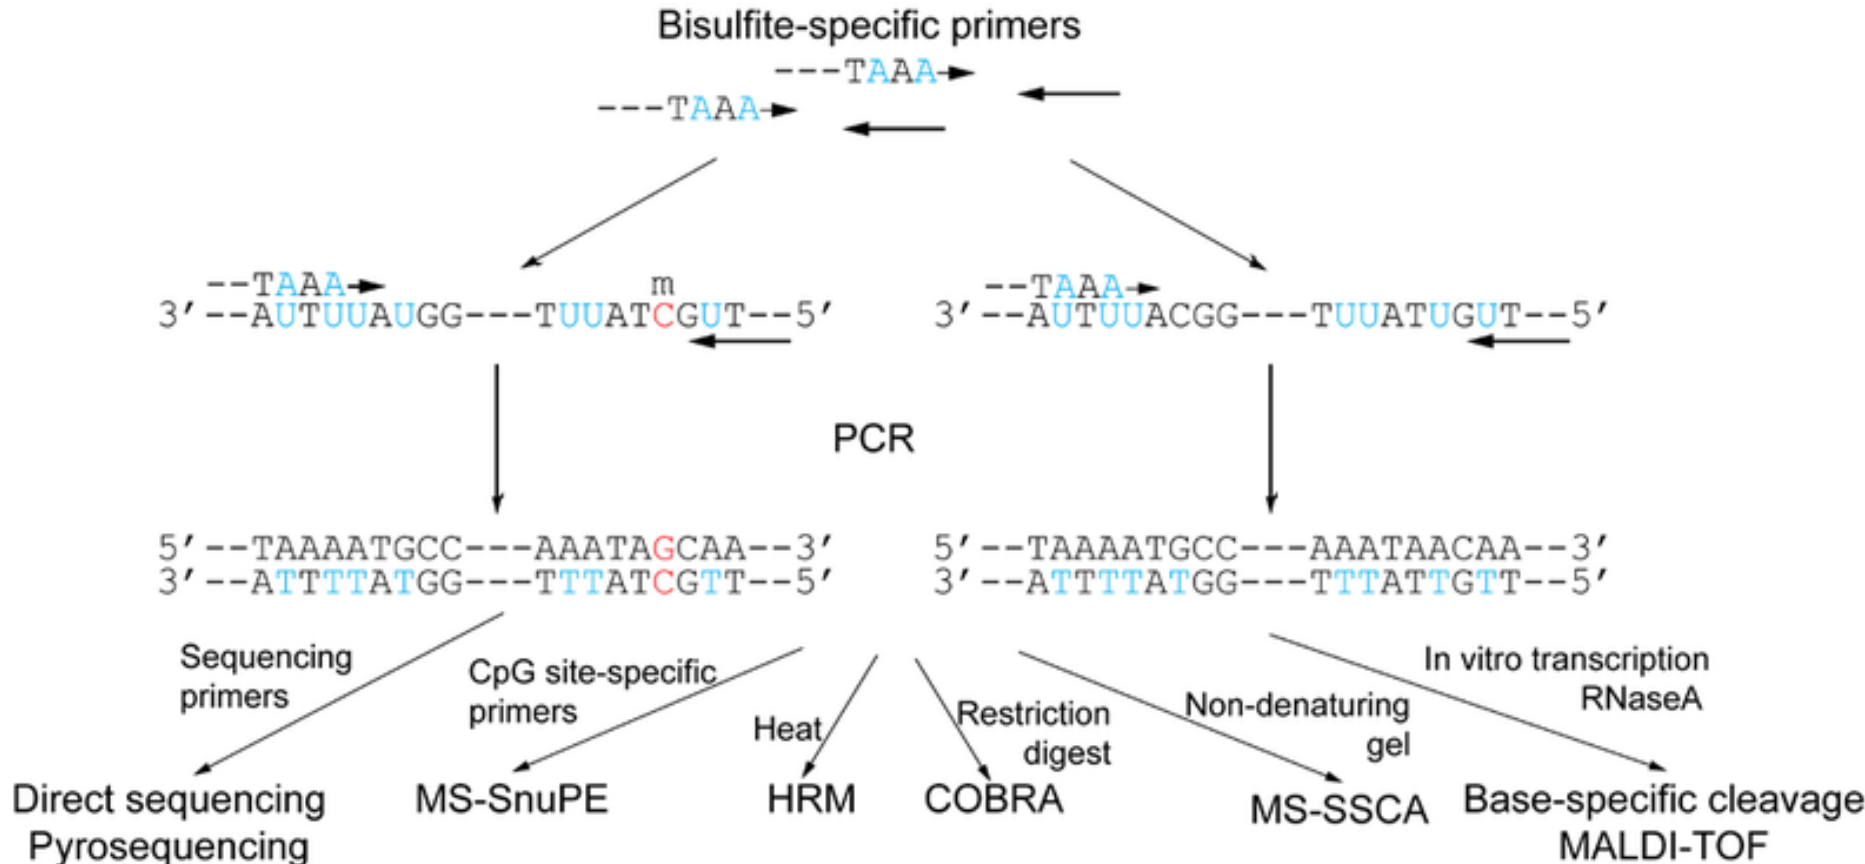 Bisulfite-specific primers
---TAAA
---TAAA
--TAAA
m
3'--AUTUUAUGG---TUUATCGUT--5'
--TAAA
3'--AUTUUACGG---TUUATUGUT--5'
PCR
5'--TAAAATGCC---AAATAGCAA--3'
3'--ATTTTATGG---TTTATCGTT--5'
5'--TAAAATGCC---AAATAACAA--3'
3'--ATTTTATGG---TTTATTGTT--5'
Sequencing
primers
CpG site-specific
primers
Heat
Restriction
digest
Non-denaturing
gel
In vitro transcription
RNaseA
Direct sequencing
Pyrosequencing
MS-SnuPE
HRM
COBRA
MS-SSCA
Base-specific cleavage
MALDI-TOF